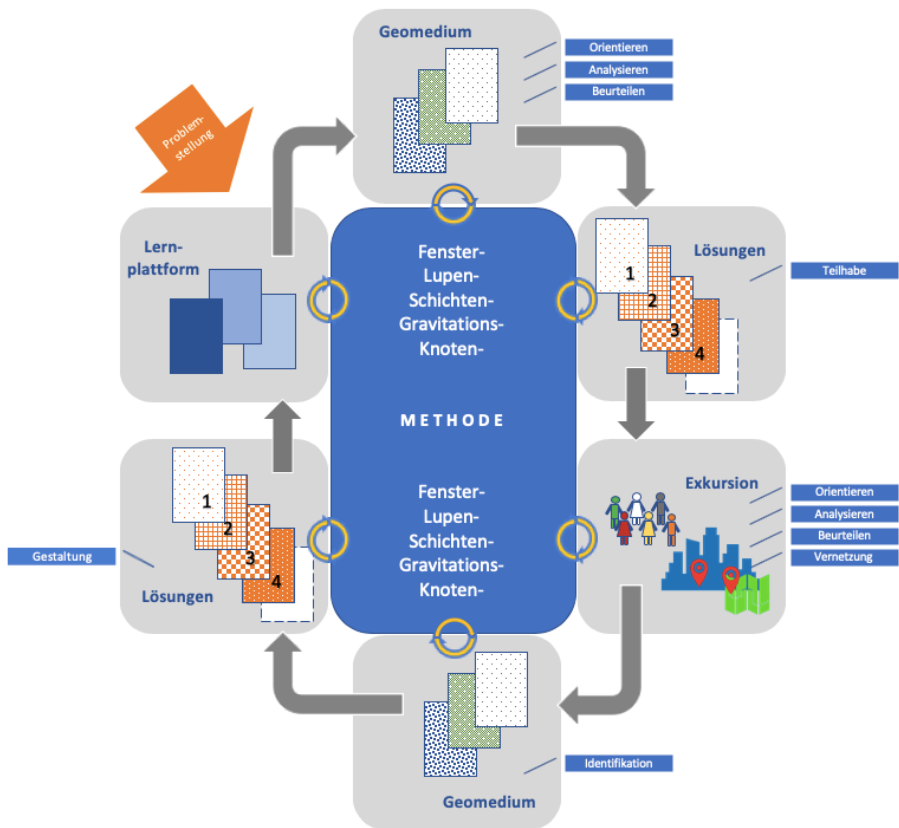 Geomedium
Orientieren
Analysieren
Beurteilen
Problem-
stellung
Lern-
plattform
Fenster-
Lupen-
Schichten-
Gravitations-
Knoten-
METHODE
Fenster-
Lupen-
Schichten-
Gravitations-
Knoten-
Lösungen
1
2
3
4
Teilhabe
Exkursion
Orientieren
Analysieren
Beurteilen
Vernetzung
Geomedium
Identifikation
1
2
3
4
Lösungen
Gestaltung